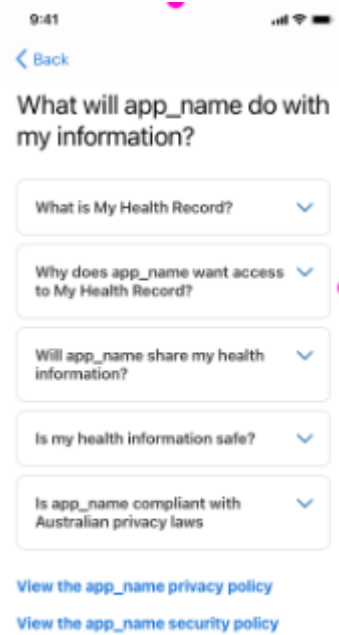 9:41
Back
What will app_name do with
my information?
What is My Health Record?
Why does app_name want access
to My Health Record?
Will app_name share my health
information?
Is my health information safe?
Is app_name compliant with
Australian privacy laws
View the app_name privacy policy
View the app_name security policy